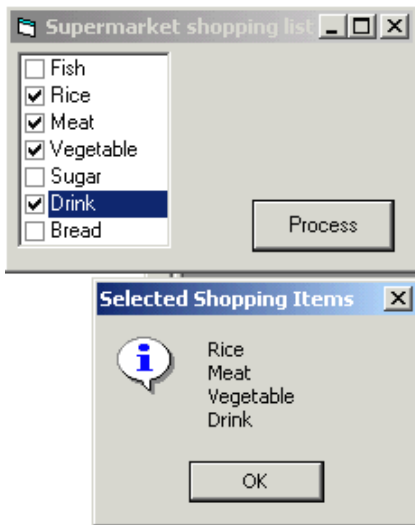 Supermarket shopping list
Fish
Rice
Meat
Vegetable
Sugar
Drink
Bread
Process
Selected Shopping Items
Rice
Meat
Vegetable
Drink
OK